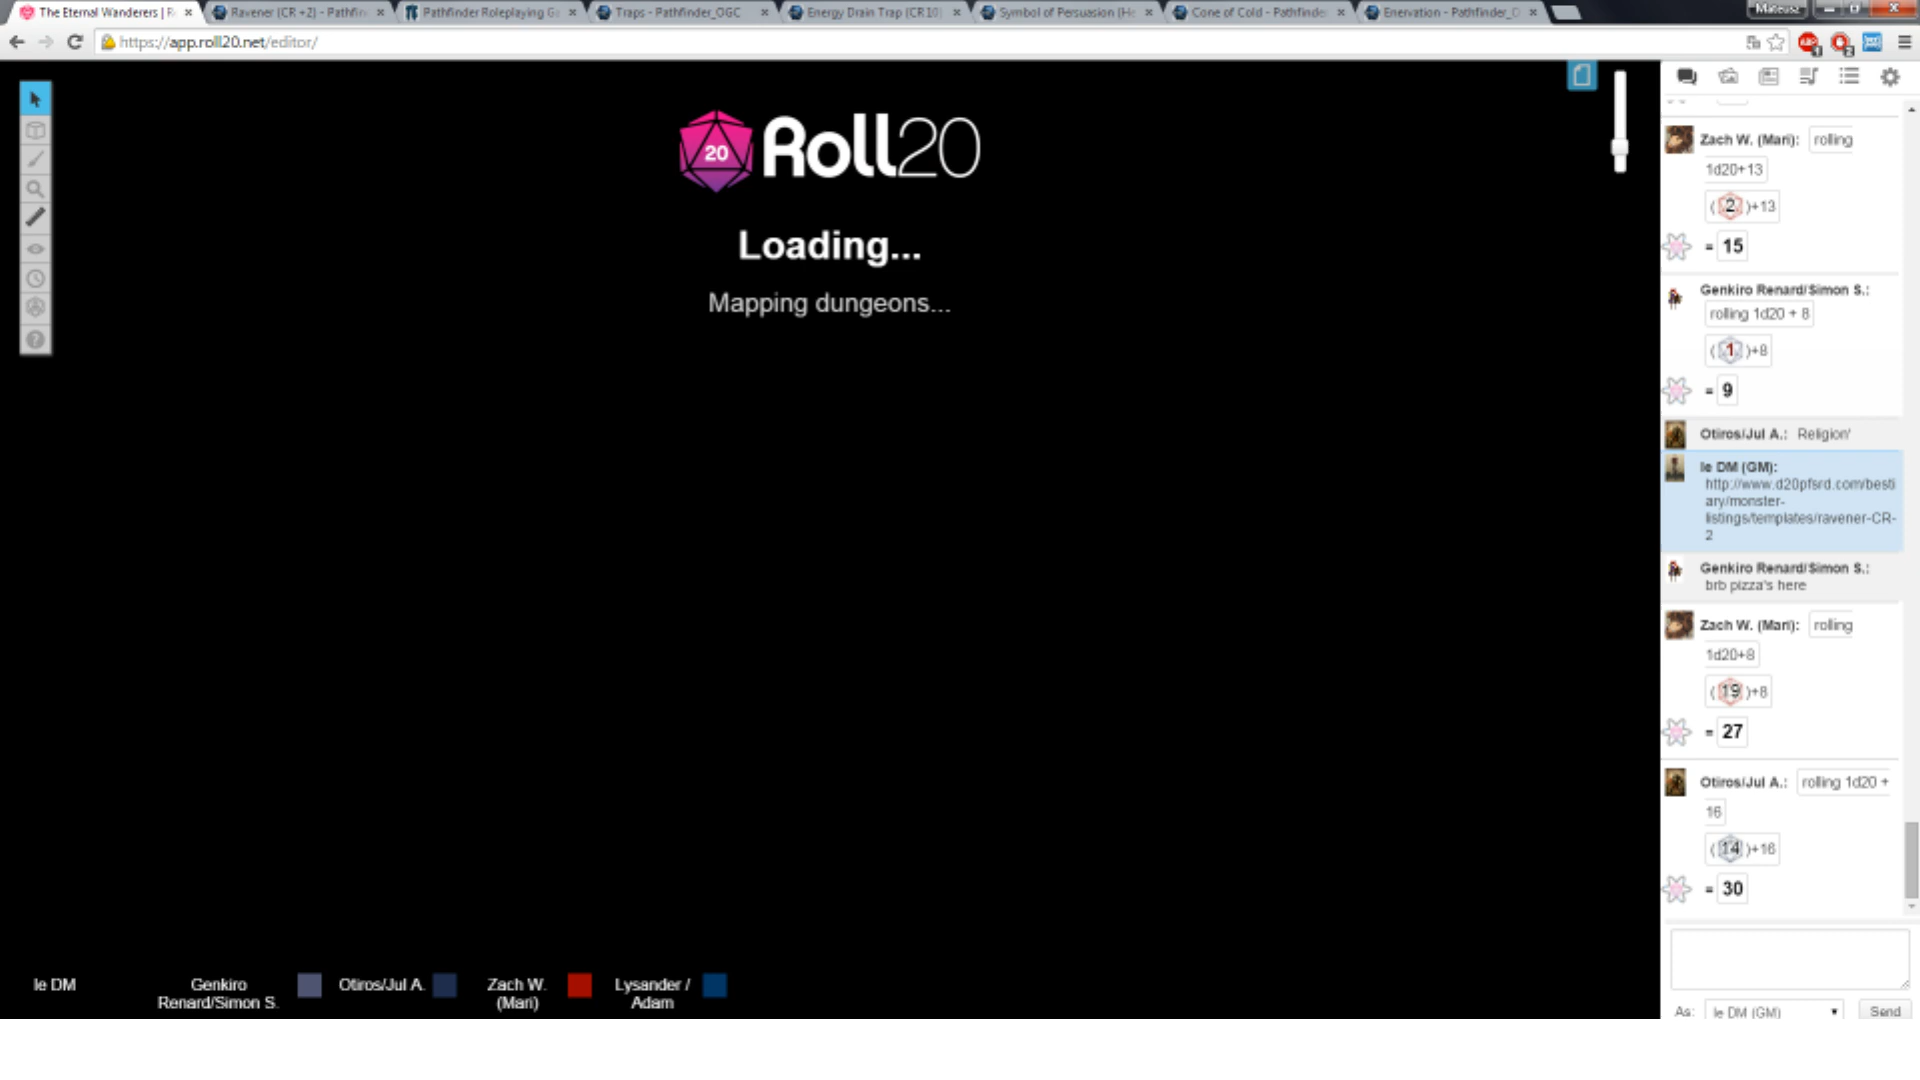 The Eternal Wanderers | R
Ravener (CR +2) - Pathfin
Pathfinder Roleplaying G
Traps - Pathfinder_OGC
Energy Drain Trap (CR10)
Symbol of Persuasion (H
Cone of Cold - Pathfinde
Enervation - Pathfinder_O
Mateusz
https://app.roll20.net/editor/
20
Roll20
Loading...
Mapping dungeons...
Zach W. (Mari): rolling
1d20+13
(2)+13
= 15
Genkiro Renard/Simon S.:
rolling 1d20 + 8
(1)+8
= 9
Otiros/Jul A.: Religion'
le DM (GM):
http://www.d20pfsrd.com/besti
ary/monster-
listings/templates/ravener-CR-
2
Genkiro Renard/Simon S.:
brb pizza's here
Zach W. (Mari): rolling
1d20+8
(19)+8
= 27
Otiros/Jul A.: rolling 1d20 +
16
(14)+16
= 30
le DM
Genkiro
Renard/Simon S.
Otiros/Jul A.
Zach W.
(Mari)
Lysander /
Adam
As: le DM (GM) Send